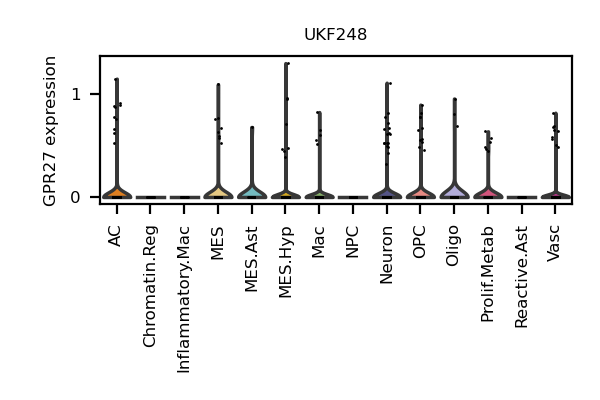 UKF248
GPR27 expression
1
0
AC
Chromatin.Reg
Inflammatory.Mac
MES
MES.Ast
MES.Hyp
Mac
NPC
Neuron
OPC
Oligo
Prolif.Metab
Reactive.Ast
Vasc